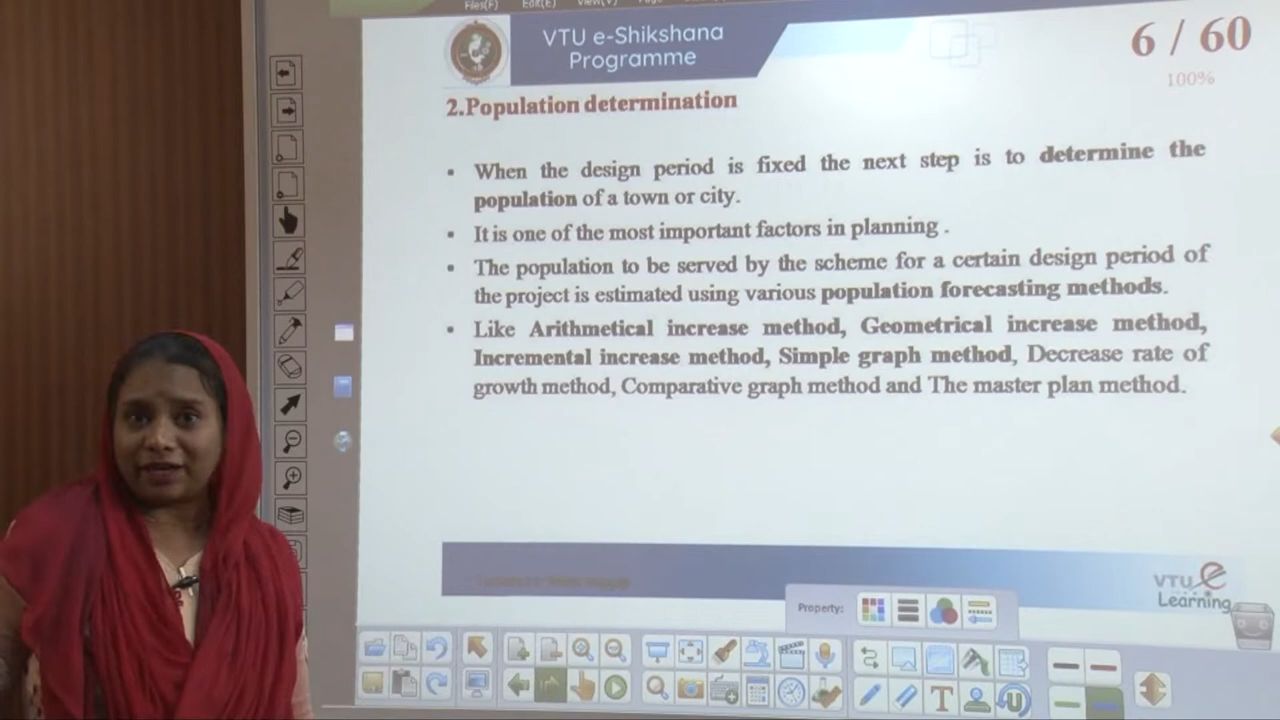 Files(F) Edit(E) View(V)
VTU e-Shikshana
Programme
6 / 60
100%
2.Population determination
• When the design period is fixed the next step is to determine the
population of a town or city.
• It is one of the most important factors in planning .
• The population to be served by the scheme for a certain design period of
the project is estimated using various population forecasting methods.
• Like Arithmetical increase method, Geometrical increase method,
Incremental increase method, Simple graph method, Decrease rate of
growth method, Comparative graph method and The master plan method.
VTU e
Learning
Property: